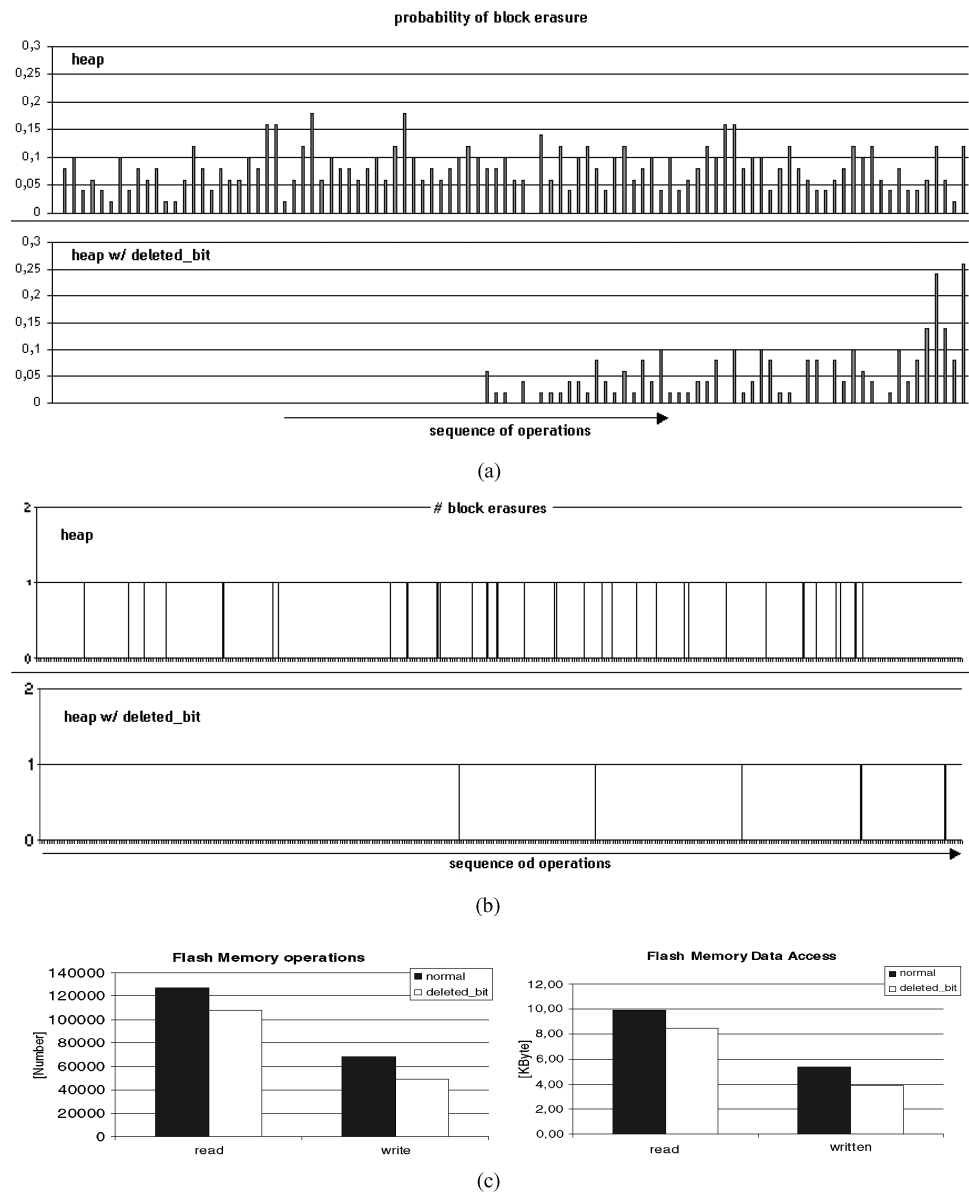 probability of block erasure
0,3
heap
0,25
0,2
0,15
0,1
0,05
0
0,3
heap w/ deleted_bit
0,25
0,2
0,15
0,1
0,05
0
sequence of operations
(a)
2
# block erasures
heap
1
0
2
heap w/ deleted_bit
1
0
sequence od operations
(b)
Flash Memory operations
140000
120000
100000
80000
60000
40000
20000
0
[Number]
normal
deleted_bit
read
write
Flash Memory Data Access
12,00
10,00
8,00
6,00
4,00
2,00
0,00
[KByte]
normal
deleted_bit
read
written
(c)